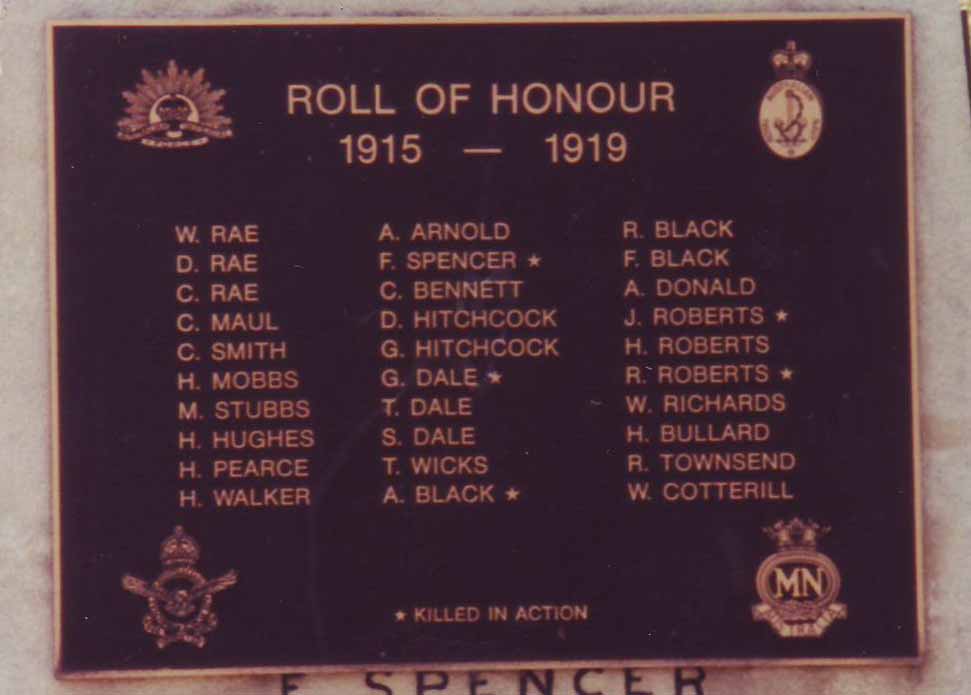 ROLL OF HONOUR
1915 — 1919
W. RAE
D. RAE
C. RAE
C. MAUL
C. SMITH
H. MOBBS
M. STUBBS
H. HUGHES
H. PEARCE
H. WALKER
A. ARNOLD
F. SPENCER ★
C. BENNETT
D. HITCHCOCK
G. HITCHCOCK
G. DALE ★
T. DALE
S. DALE
T. WICKS
A. BLACK ★
R. BLACK
F. BLACK
A. DONALD
J. ROBERTS ★
H. ROBERTS
R. ROBERTS ★
W. RICHARDS
H. BULLARD
R. TOWNSEND
W. COTTERILL
MN
★ KILLED IN ACTION
F SPENCER